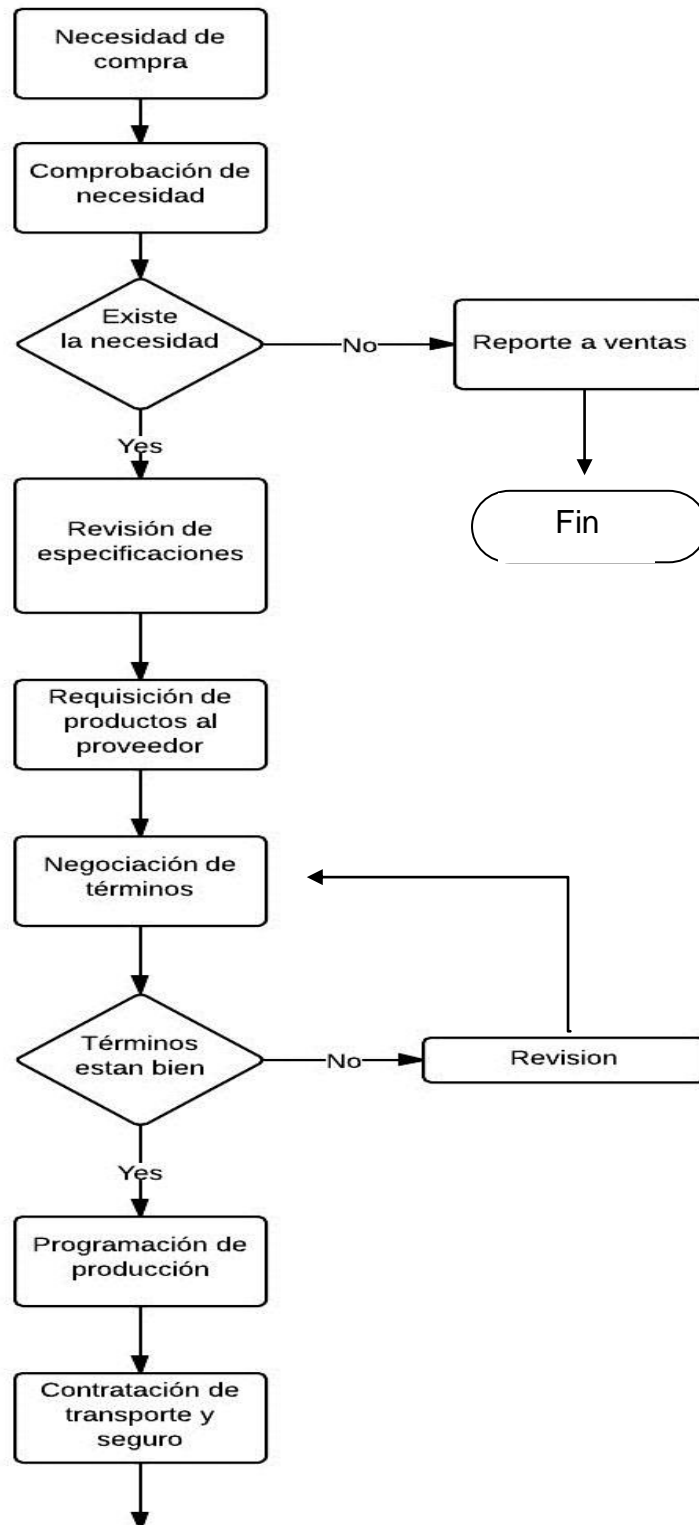 Necesidad de
compra
Comprobación de
necesidad
Existe
la necesidad
No
Reporte a ventas
Yes
Fin
Revisión de
especificaciones
Requisición de
productos al
proveedor
Negociación de
términos
Términos
estan bien
No
Revision
Yes
Programación de
producción
Contratación de
transporte y
seguro